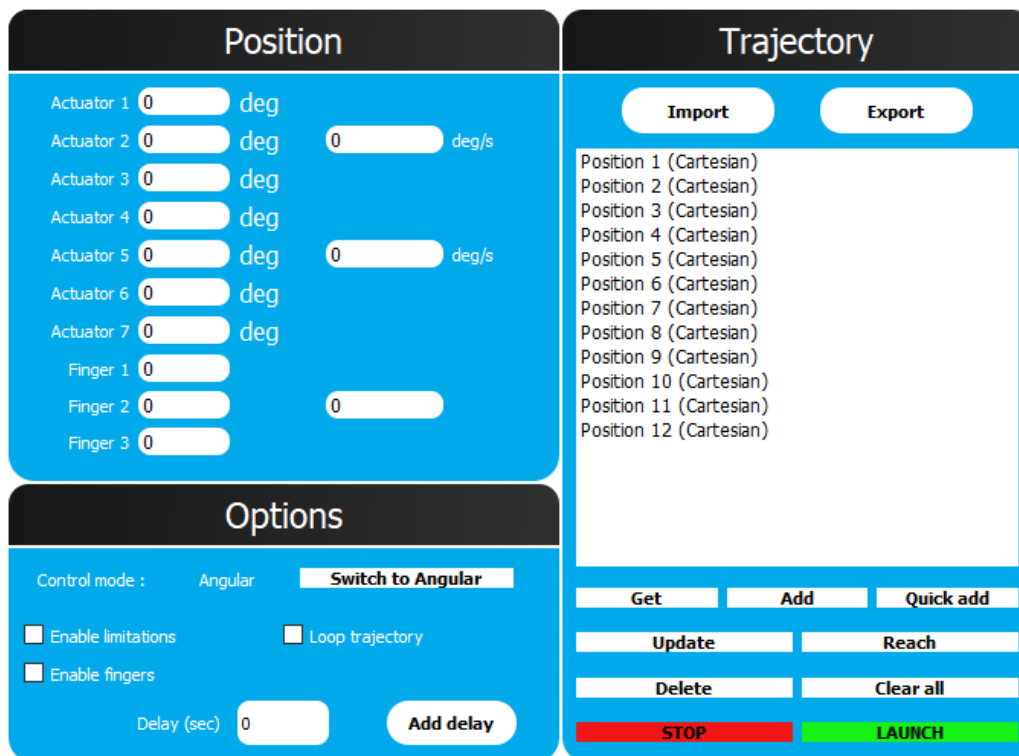 Position
Actuator 1 0 deg
Actuator 2 0 deg 0 deg/s
Actuator 3 0 deg
Actuator 4 0 deg
Actuator 5 0 deg 0 deg/s
Actuator 6 0 deg
Actuator 7 0 deg
Finger 1 0
Finger 2 0 0
Finger 3 0
Options
Control mode : Angular Switch to Angular
Enable limitations Loop trajectory
Enable fingers
Delay (sec) 0 Add delay
Trajectory
Import Export
Position 1 (Cartesian)
Position 2 (Cartesian)
Position 3 (Cartesian)
Position 4 (Cartesian)
Position 5 (Cartesian)
Position 6 (Cartesian)
Position 7 (Cartesian)
Position 8 (Cartesian)
Position 9 (Cartesian)
Position 10 (Cartesian)
Position 11 (Cartesian)
Position 12 (Cartesian)
Get Add Quick add
Update Reach
Delete Clear all
STOP LAUNCH